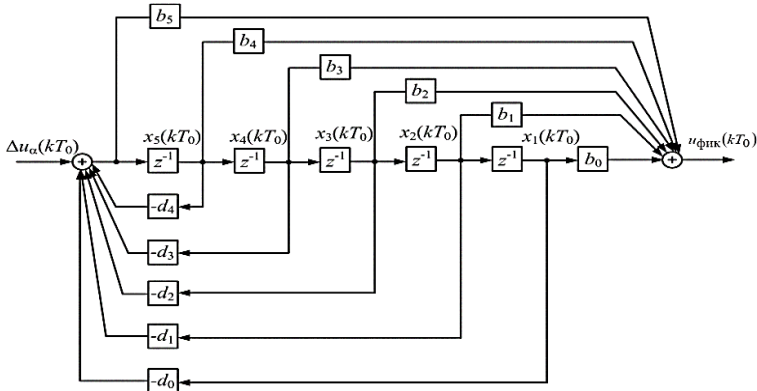 b₅
b₄
b₃
b₂
b₁
Δuα(kT₀) x₅(kT₀) x₄(kT₀) x₃(kT₀) x₂(kT₀) x₁(kT₀) uфик(kT₀)
+ z⁻¹ z⁻¹ z⁻¹ z⁻¹ z⁻¹ b₀ +
-d₄
-d₃
-d₂
-d₁
-d₀